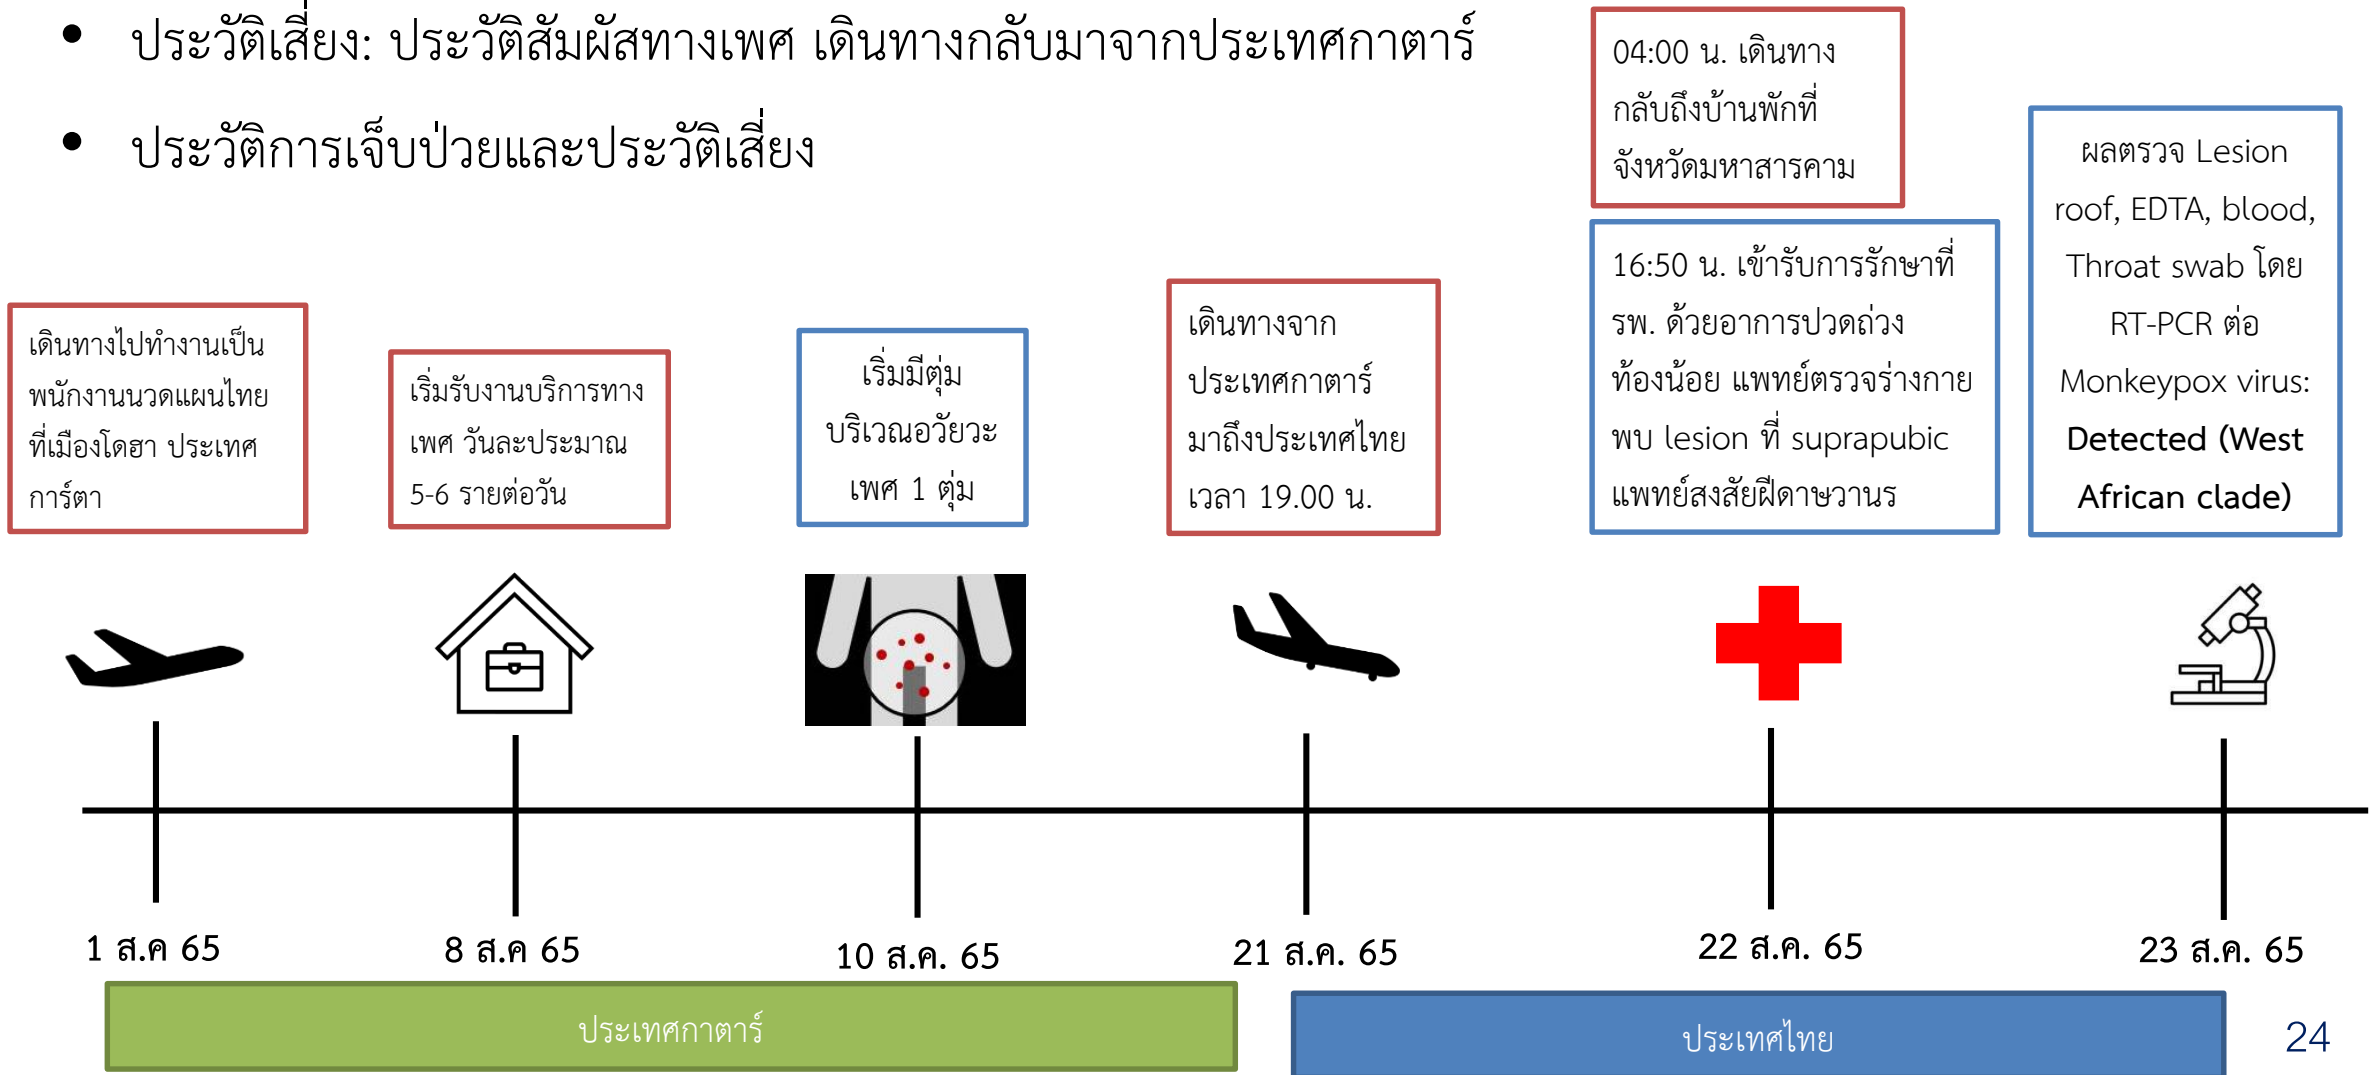 • ประวัติเสี่ยง: ประวัติสัมผัสทางเพศ เดินทางกลับมาจากประเทศกาตาร์
• ประวัติการเจ็บป่วยและประวัติเสี่ยง
เดินทางไปทำงานเป็น
พนักงานนวดแผนไทย
ที่เมืองโดฮา ประเทศ
การ์ตา
เริ่มรับงานบริการทาง
เพศ วันละประมาณ
5-6 รายต่อวัน
เริ่มมีตุ่ม
บริเวณอวัยวะ
เพศ 1 ตุ่ม
เดินทางจาก
ประเทศกาตาร์
มาถึงประเทศไทย
เวลา 19.00 น.
04:00 น. เดินทาง
กลับถึงบ้านพักที่
จังหวัดมหาสารคาม
16:50 น. เข้ารับการรักษาที่
รพ. ด้วยอาการปวดถ่วง
ท้องน้อย แพทย์ตรวจร่างกาย
พบ lesion ที่ suprapubic
แพทย์สงสัยฝีดาษวานร
ผลตรวจ Lesion
roof, EDTA, blood,
Throat swab โดย
RT-PCR ต่อ
Monkeypox virus:
Detected (West
African clade)
1 ส.ค 65
8 ส.ค 65
10 ส.ค. 65
21 ส.ค. 65
22 ส.ค. 65
23 ส.ค. 65
ประเทศกาตาร์
ประเทศไทย
24